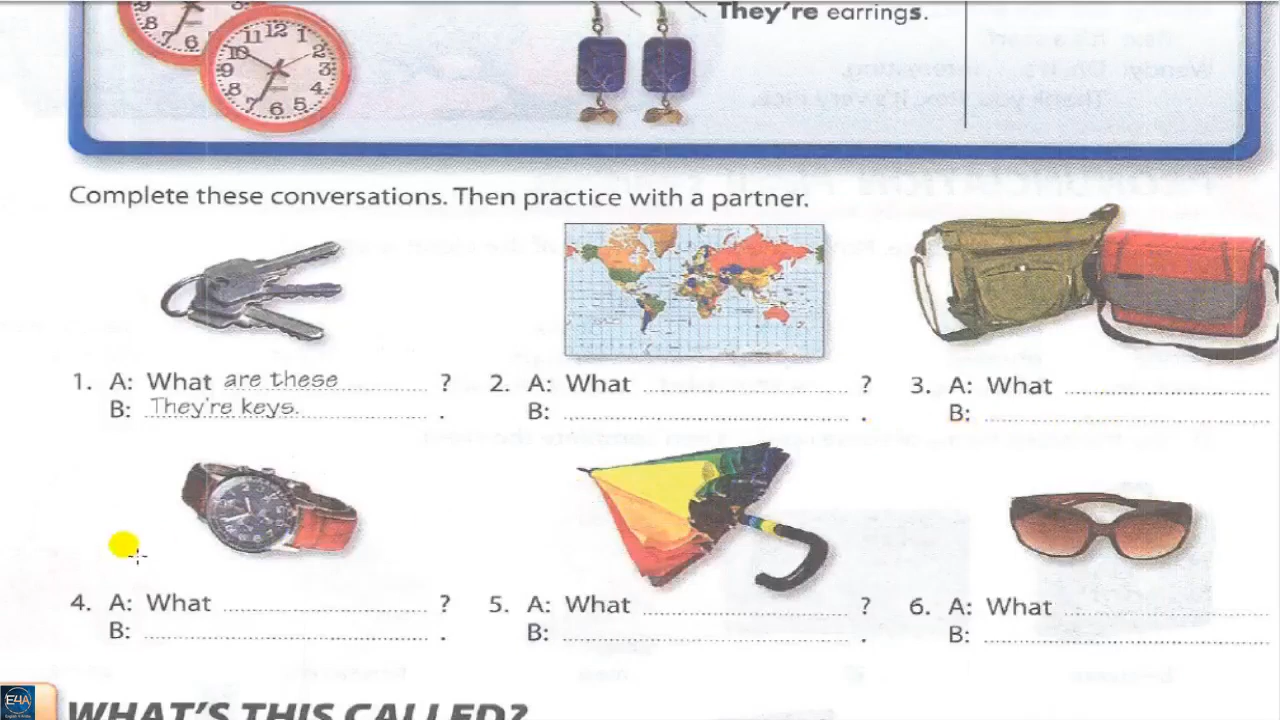 They're earrings.
Complete these conversations. Then practice with a partner.
1. A: What are these ?
B: They're keys. .
2. A: What ?
B: .
3. A: What
B:
4. A: What ?
B: .
5. A: What ?
B: .
6. A: What
B:
WHAT'S THIS CALLED?
E4A